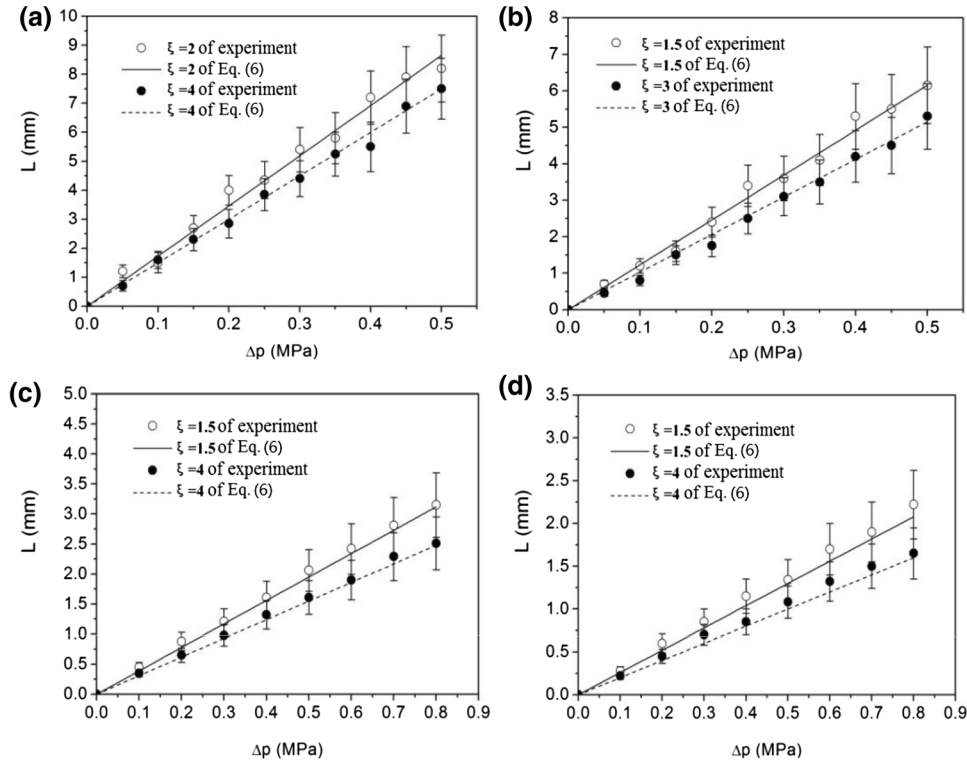 (a)
10
9
8
7
6
5
4
3
2
1
0
L (mm)
ξ =2 of experiment
ξ =2 of Eq. (6)
ξ =4 of experiment
ξ =4 of Eq. (6)
0.0 0.1 0.2 0.3 0.4 0.5
Δp (MPa)
(b)
8
7
6
5
4
3
2
1
0
L (mm)
ξ =1.5 of experiment
ξ =1.5 of Eq. (6)
ξ =3 of experiment
ξ =3 of Eq. (6)
0.0 0.1 0.2 0.3 0.4 0.5
Δp (MPa)
(c)
5.0
4.5
4.0
3.5
3.0
2.5
2.0
1.5
1.0
0.5
0.0
L (mm)
ξ =1.5 of experiment
ξ =1.5 of Eq. (6)
ξ =4 of experiment
ξ =4 of Eq. (6)
0.0 0.1 0.2 0.3 0.4 0.5 0.6 0.7 0.8 0.9
Δp (MPa)
(d)
3.5
3.0
2.5
2.0
1.5
1.0
0.5
0.0
L (mm)
ξ =1.5 of experiment
ξ =1.5 of Eq. (6)
ξ =4 of experiment
ξ =4 of Eq. (6)
0.0 0.1 0.2 0.3 0.4 0.5 0.6 0.7 0.8 0.9
Δp (MPa)